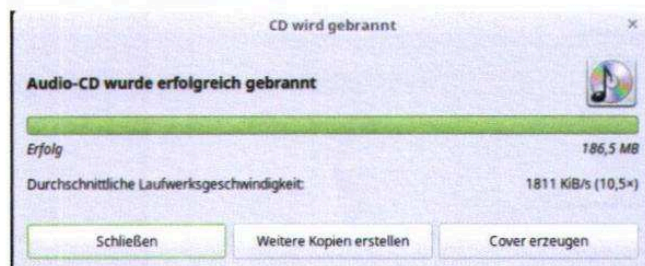 CD wird gebrannt ×
Audio-CD wurde erfolgreich gebrannt
Erfolg 186,5 MB
Durchschnittliche Laufwerksgeschwindigkeit: 1811 KiB/s (10,5×)
Schließen Weitere Kopien erstellen Cover erzeugen